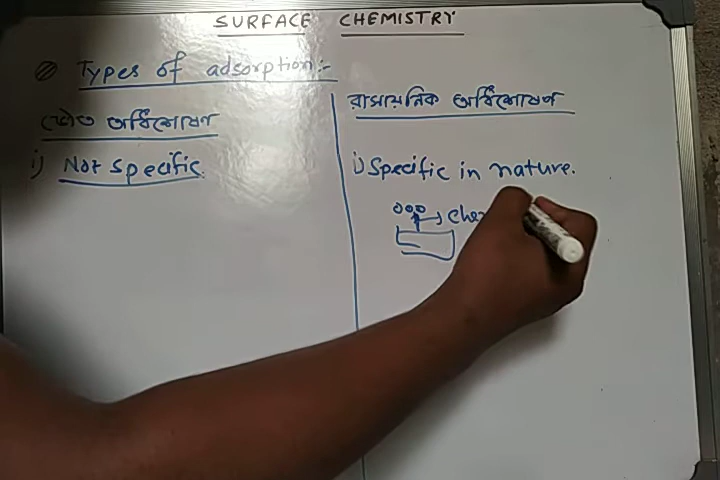 SURFACE CHEMISTRY
Types of adsorption:-
ভৌত অধিশোষণ
i) Not specific.
রাসায়নিক অধিশোষণ
i) Specific in nature.